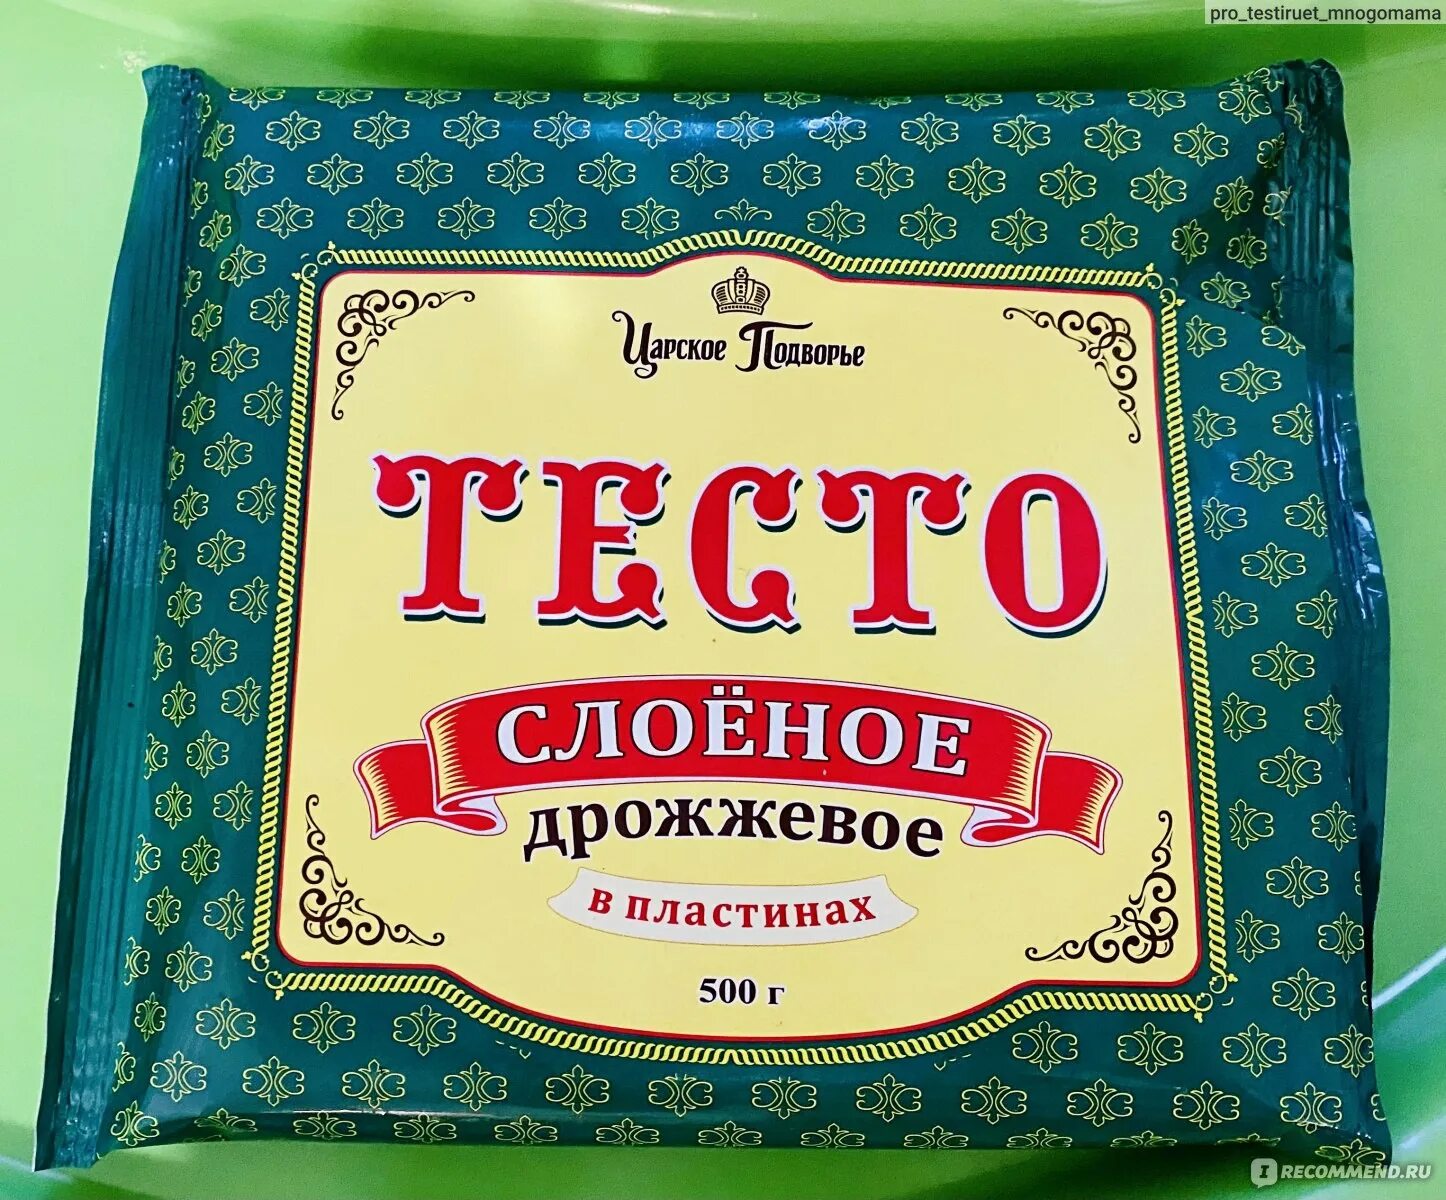 pro_testiruet_mnogomama
Царское Подворье
ТЕСТО
СЛОЁНОЕ
дрожжевое
в пластинах
500 г
I RECOMMEND.RU